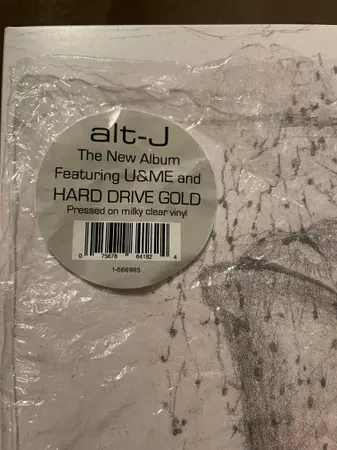 alt-J
The New Album
Featuring U&ME and
HARD DRIVE GOLD
Pressed on milky clear vinyl
0 75678 64182 4
1-666985